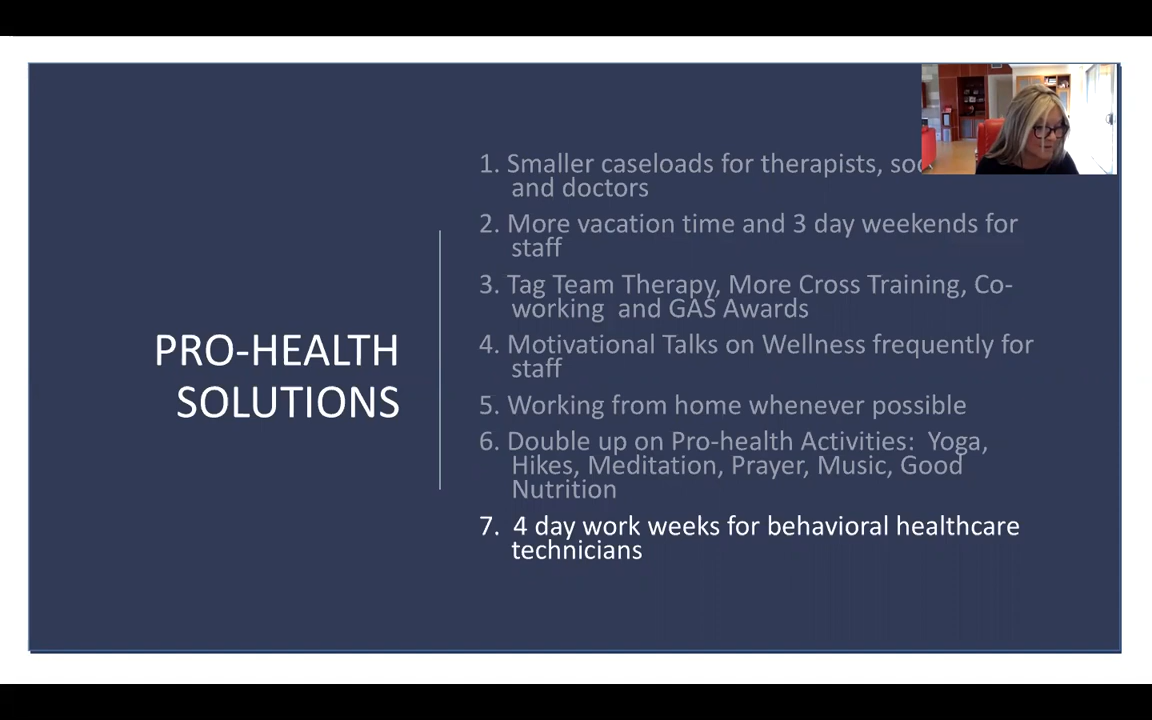 PRO-HEALTH
SOLUTIONS
1. Smaller caseloads for therapists,
and doctors
2. More vacation time and 3 day weekends for
staff
3. Tag Team Therapy, More Cross Training, Co-
working and GAS Awards
4. Motivational Talks on Wellness frequently for
staff
5. Working from home whenever possible
6. Double up on Pro-health Activities: Yoga,
Hikes, Meditation, Prayer, Music, Good
Nutrition
7. 4 day work weeks for behavioral healthcare
technicians